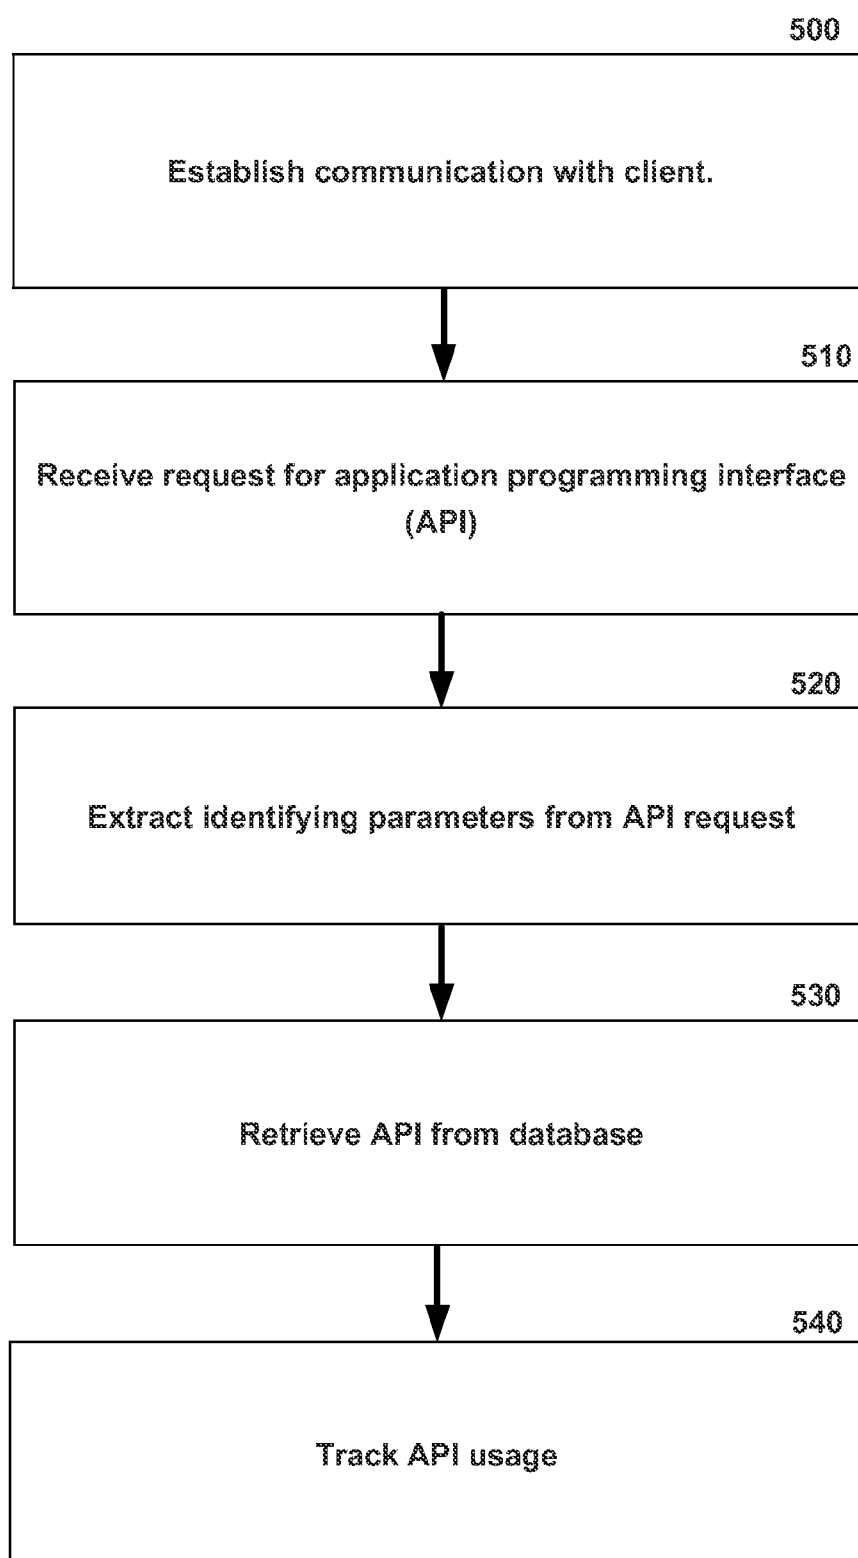 500
Establish communication with client.
510
Receive request for application programming interface
(API)
520
Extract identifying parameters from API request
530
Retrieve API from database
540
Track API usage